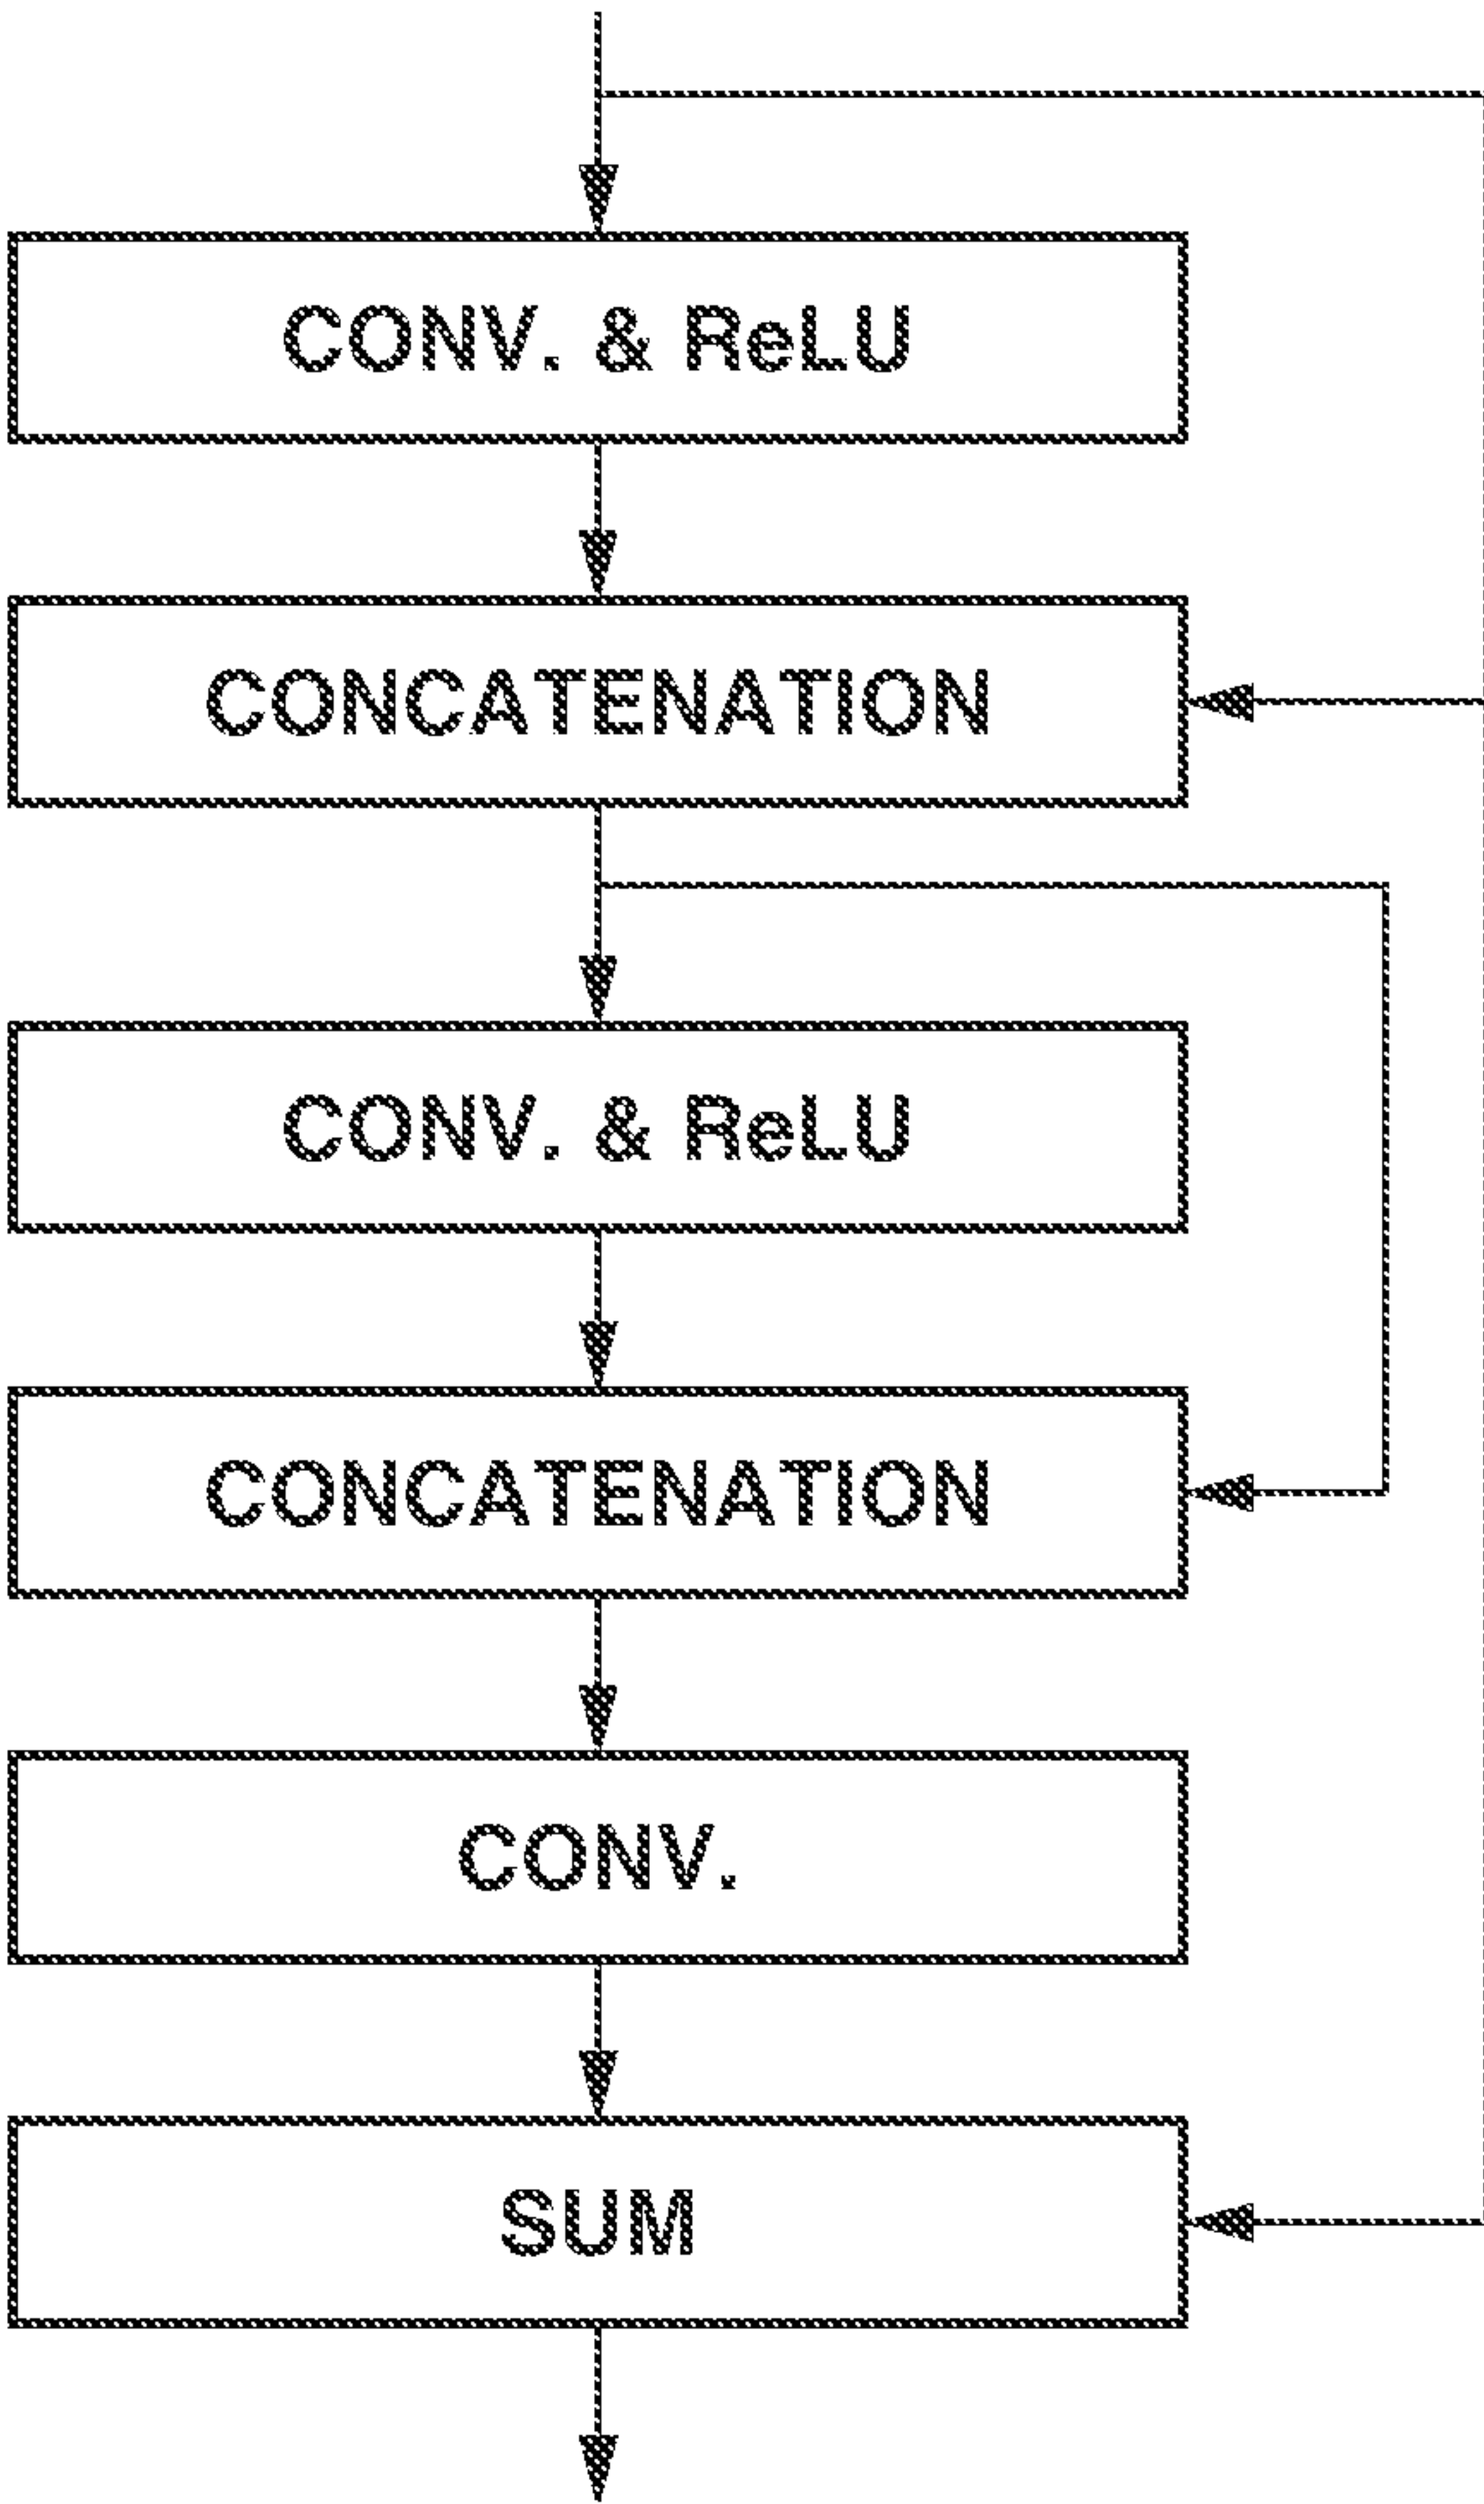 CONV. & ReLU
CONCATENATION
CONV. & ReLU
CONCATENATION
CONV.
SUM